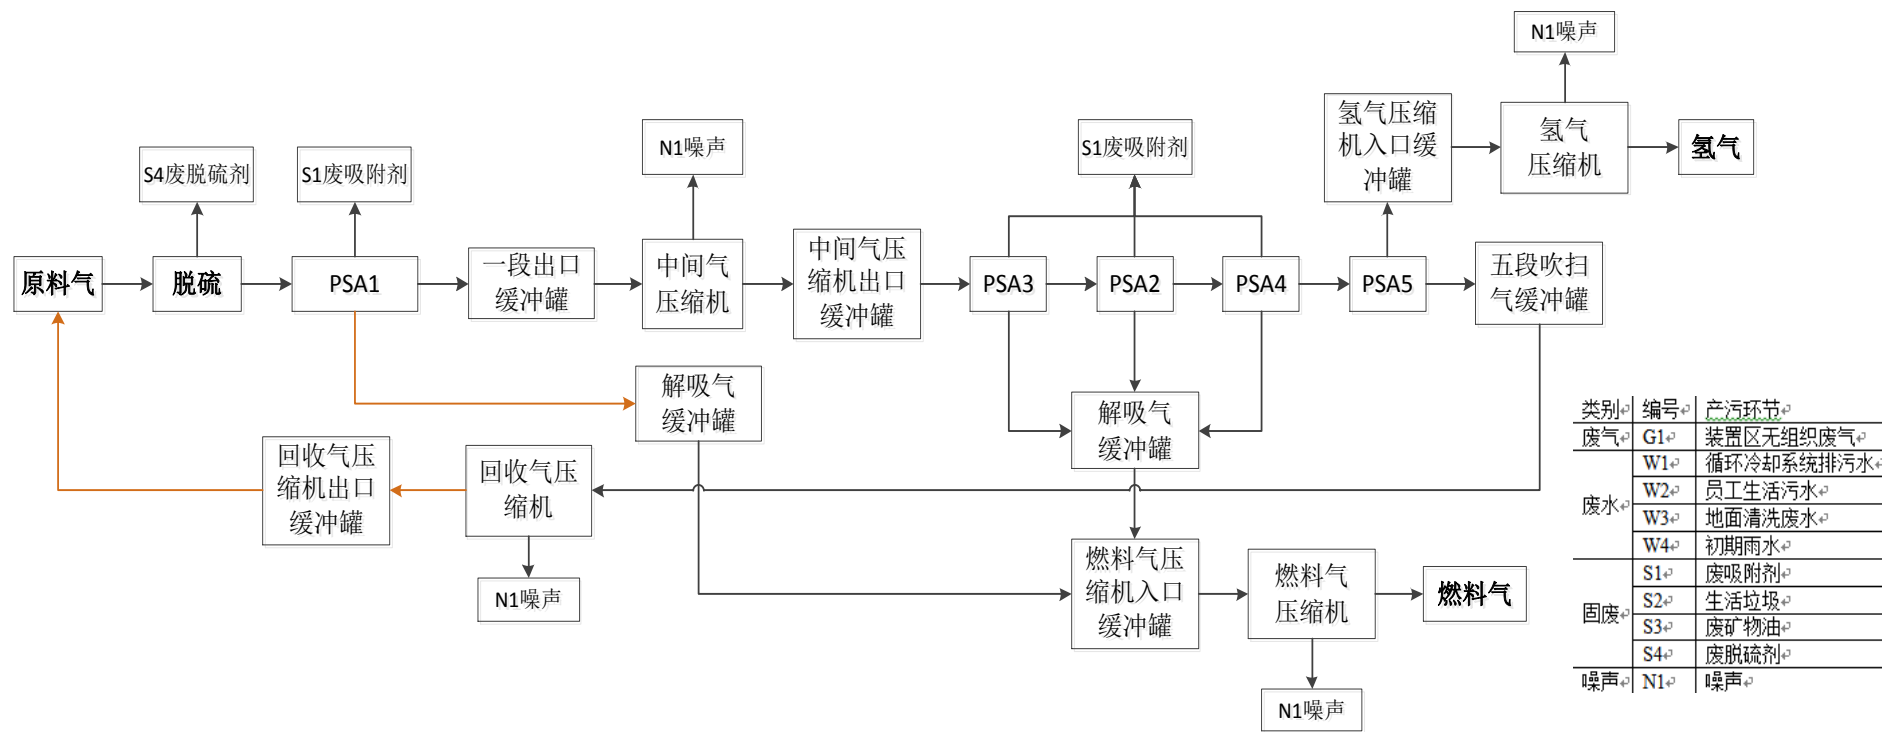 N1噪声
氢气压缩
机入口缓
冲罐
氢气
压缩机
氢气
S4废脱硫剂
S1废吸附剂
N1噪声
S1废吸附剂
原料气
脱硫
PSA1
一段出口
缓冲罐
中间气
压缩机
中间气压
缩机出口
缓冲罐
PSA3
PSA2
PSA4
PSA5
五段吹扫
气缓冲罐
解吸气
缓冲罐
解吸气
缓冲罐
回收气压
缩机出口
缓冲罐
回收气压
缩机
N1噪声
燃料气压
缩机入口
缓冲罐
燃料气
压缩机
燃料气
N1噪声
类别 编号 产污环节
废气 G1 装置区无组织废气
废水 W1 循环冷却系统排污水
W2 员工生活污水
W3 地面清洗废水
W4 初期雨水
固废 S1 废吸附剂
S2 生活垃圾
S3 废矿物油
S4 废脱硫剂
噪声 N1 噪声